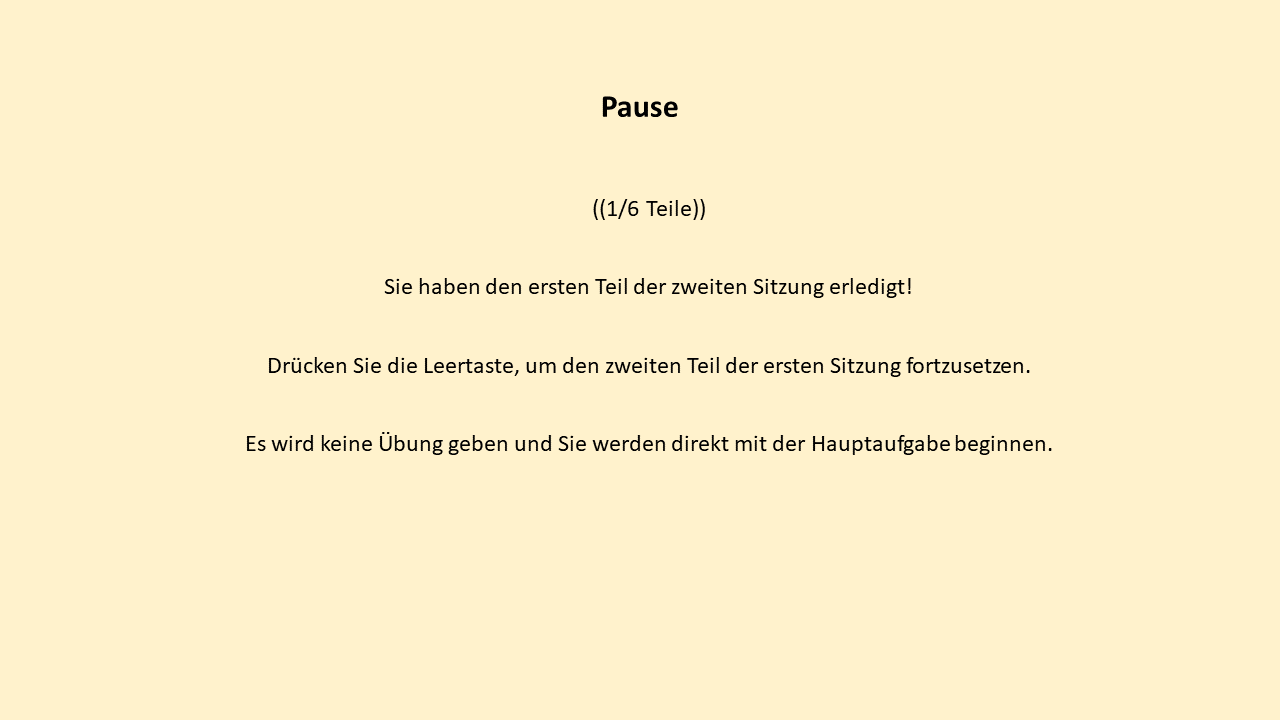 Pause
((1/6 Teile))
Sie haben den ersten Teil der zweiten Sitzung erledigt!
Drücken Sie die Leertaste, um den zweiten Teil der ersten Sitzung fortzusetzen.
Es wird keine Übung geben und Sie werden direkt mit der Hauptaufgabe beginnen.